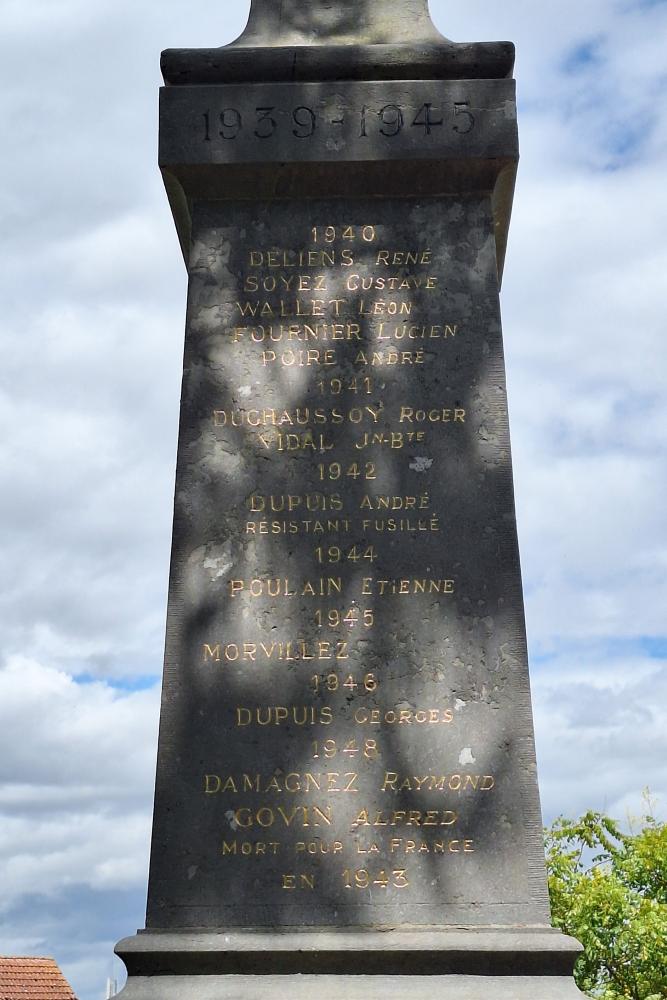 1939-1945
1940
DELIENS RENÉ
SOYEZ GUSTAVE
WALLET LÉON
FOURNIER LUCIEN
POIRE ANDRÉ
1941
DUCHAUSSOY ROGER
VIDAL JN-BTE
1942
DUPUIS ANDRÉ
RÉSISTANT FUSILLÉ
1944
POULAIN ETIENNE
1945
MORVILLEZ
1946
DUPUIS GEORGES
1948
DAMAGNEZ RAYMOND
GOVIN ALFRED
MORT POUR LA FRANCE
EN 1943